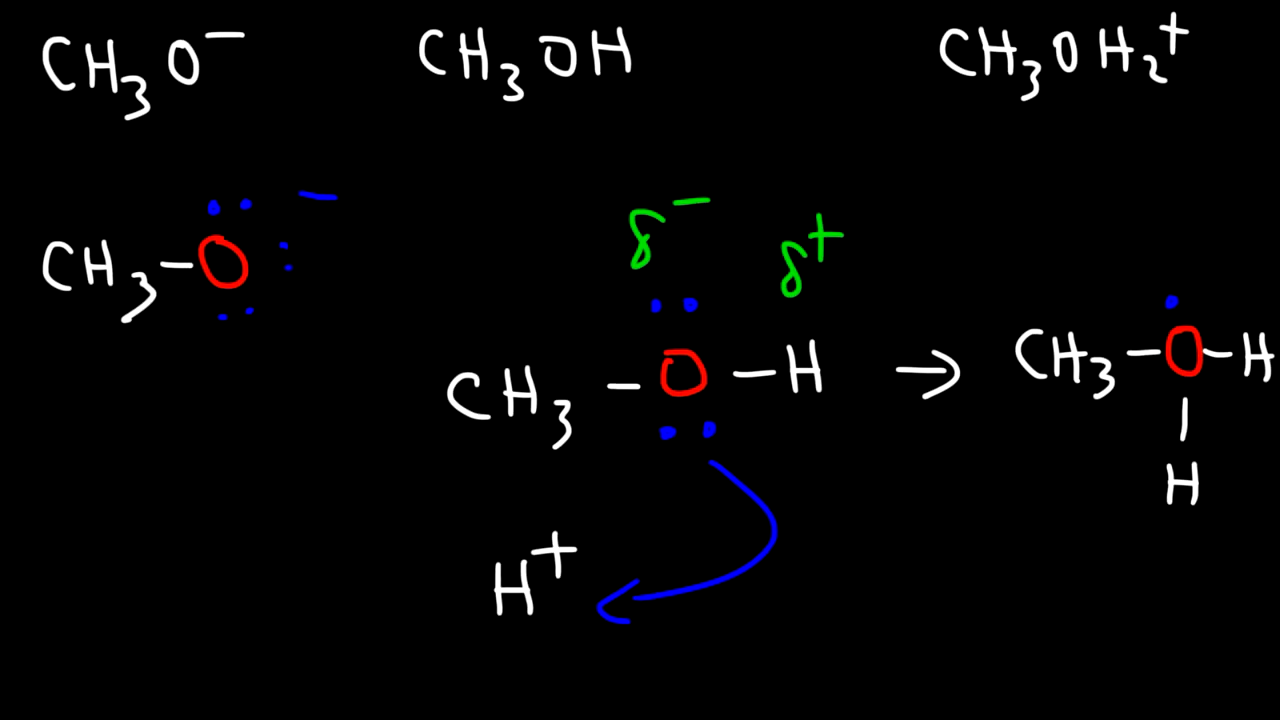 CH₃O⁻ CH₃OH CH₃OH₂⁺
CH₃-O −
δ⁻ δ⁺
CH₃-O-H → CH₃-O-H
H
H⁺